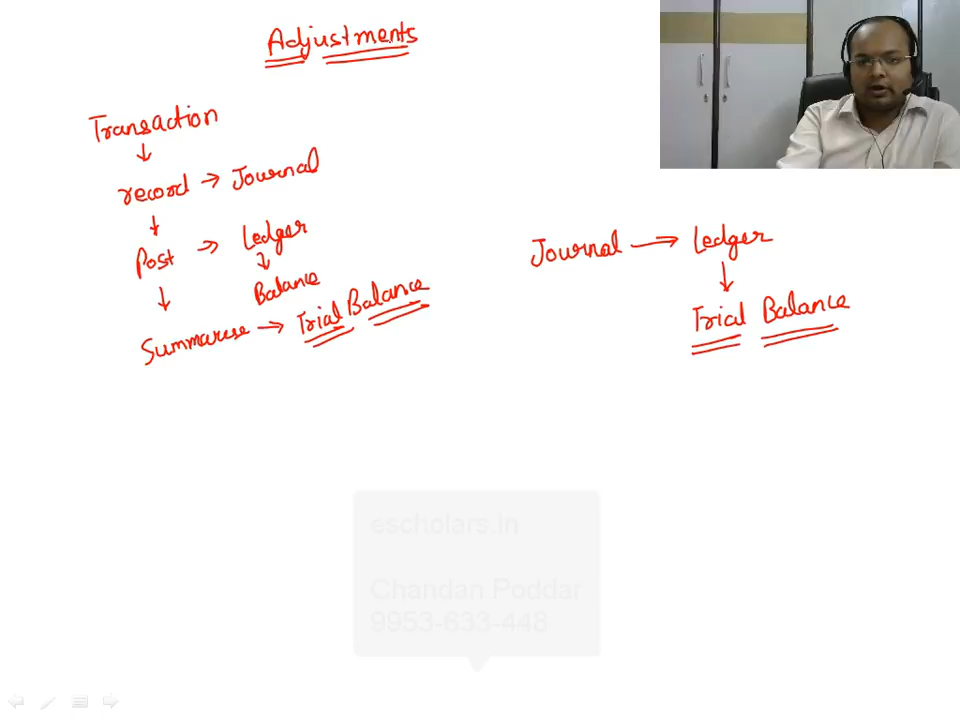 Adjustments
Transaction
record → Journal
Post → Ledger
Balance
Summarise → Trial Balance
Journal → Ledger
Trial Balance
escholars.in
Chandan Poddar
9953-633-448